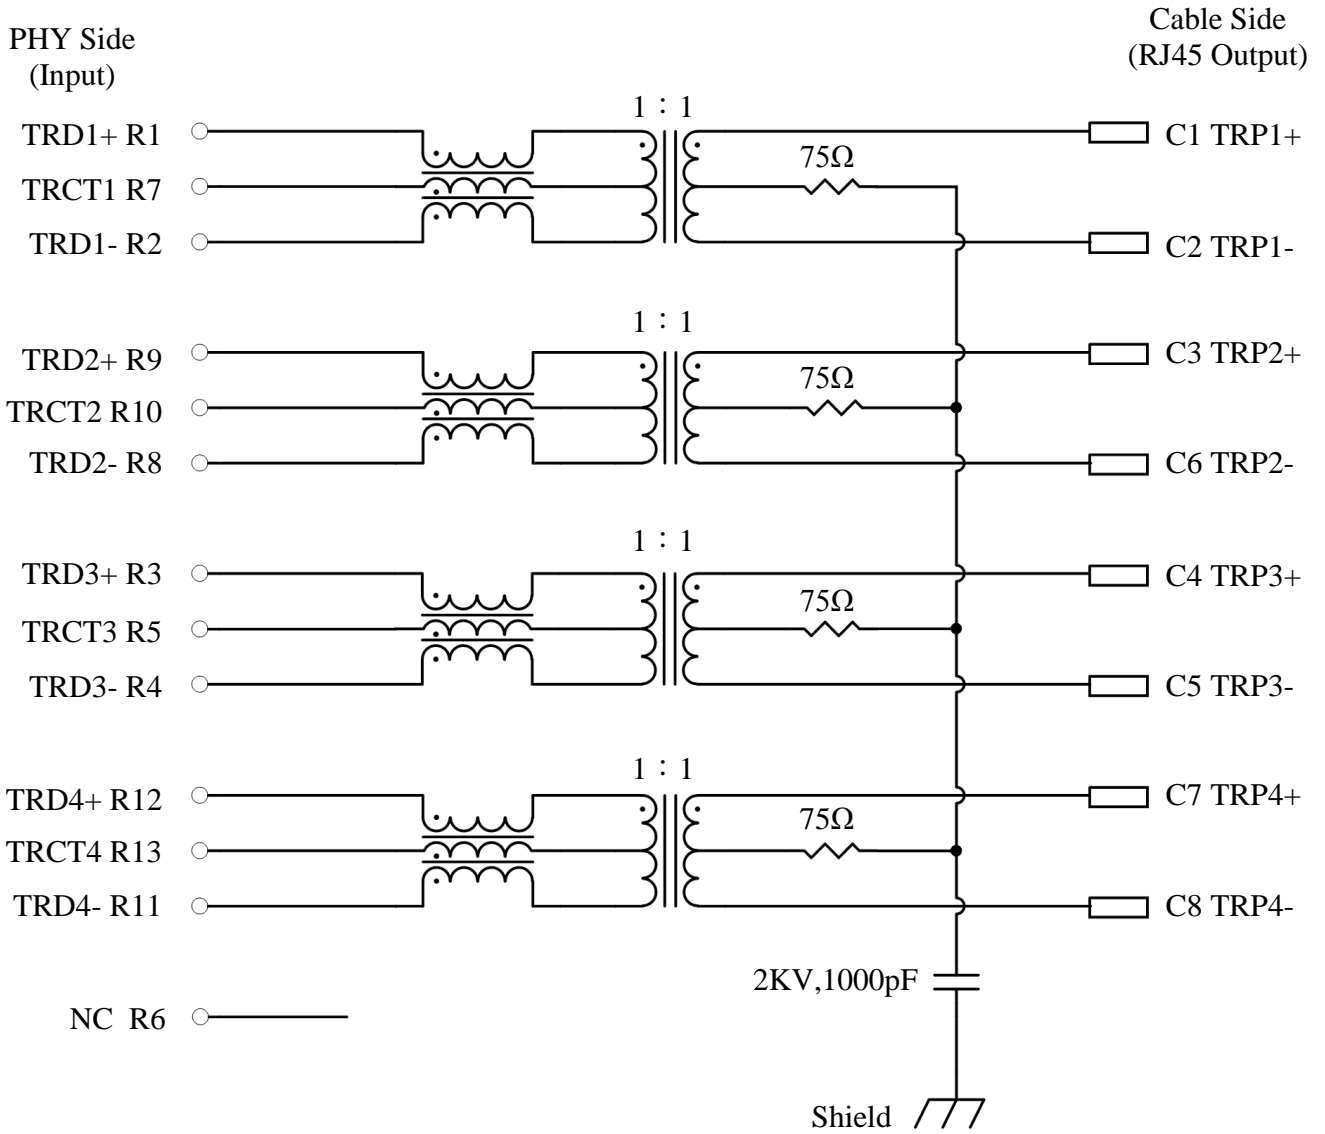 PHY Side
(Input)
Cable Side
(RJ45 Output)
1 : 1
TRD1+ R1
C1 TRP1+
75Ω
TRCT1 R7
TRD1- R2
C2 TRP1-
1 : 1
TRD2+ R9
C3 TRP2+
75Ω
TRCT2 R10
TRD2- R8
C6 TRP2-
1 : 1
TRD3+ R3
C4 TRP3+
75Ω
TRCT3 R5
TRD3- R4
C5 TRP3-
1 : 1
TRD4+ R12
C7 TRP4+
75Ω
TRCT4 R13
TRD4- R11
C8 TRP4-
2KV,1000pF
NC R6
Shield